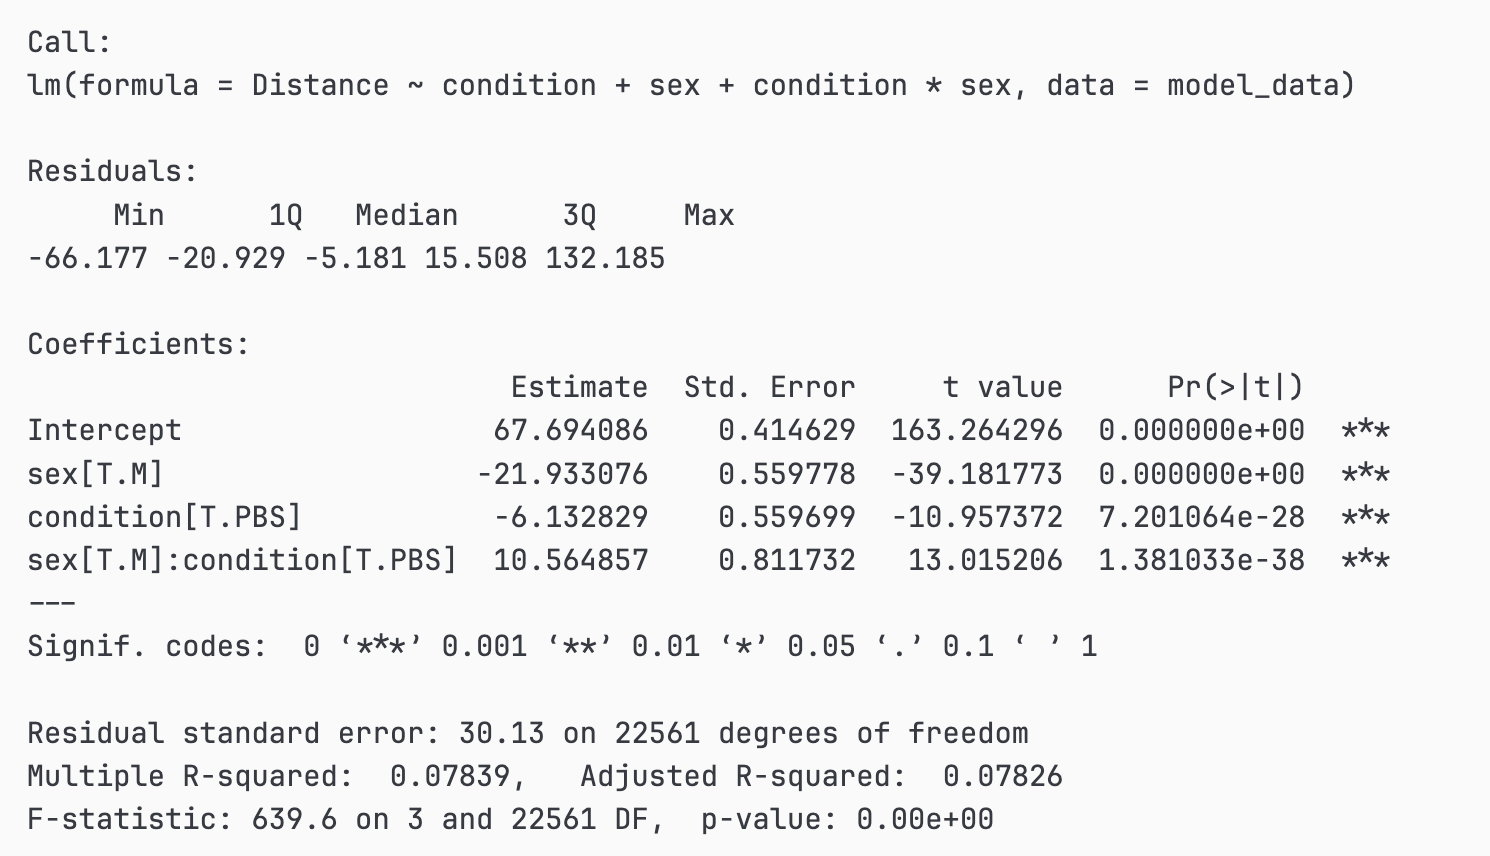 Call:
lm(formula = Distance ~ condition + sex + condition * sex, data = model_data)
Residuals:
     Min      1Q   Median      3Q     Max
-66.177 -20.929 -5.181 15.508 132.185
Coefficients:
                            Estimate  Std. Error     t value      Pr(>|t|)
Intercept                  67.694086    0.414629  163.264296  0.000000e+00  ***
sex[T.M]                  -21.933076    0.559778  -39.181773  0.000000e+00  ***
condition[T.PBS]           -6.132829    0.559699  -10.957372  7.201064e-28  ***
sex[T.M]:condition[T.PBS]  10.564857    0.811732   13.015206  1.381033e-38  ***
---
Signif. codes:  0 ‘***’ 0.001 ‘**’ 0.01 ‘*’ 0.05 ‘.’ 0.1 ‘ ’ 1
Residual standard error: 30.13 on 22561 degrees of freedom
Multiple R-squared:  0.07839,   Adjusted R-squared:  0.07826
F-statistic: 639.6 on 3 and 22561 DF,  p-value: 0.00e+00